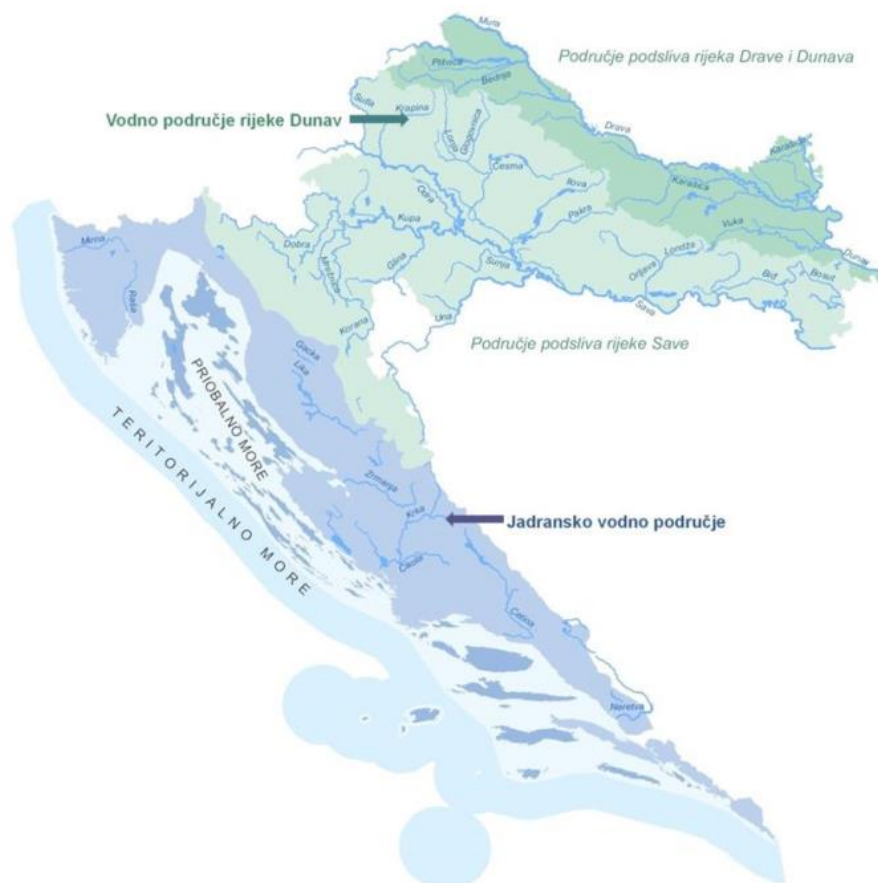 Mura
Područje podsliva rijeka Drave i Dunava
Plitvica
Bednja
Sutla
Krapina
Vodno područje rijeke Dunav
Lonja
Glogovnica
Drava
Karašica
Česma
Ilova
Karašica
Odra
Pakra
Kupa
Vuka
Mirna
Dobra
Mrežnica
Glina
Sunja
Londža
Orljava
Dunav
Biđ
Bosut
Raša
Una
Sava
Korana
Područje podsliva rijeke Save
Gacka
Lika
PRIOBALNO MORE
TERITORIJALNO MORE
Zrmanja
Krka
Jadransko vodno područje
Čikola
Cetina
Neretva